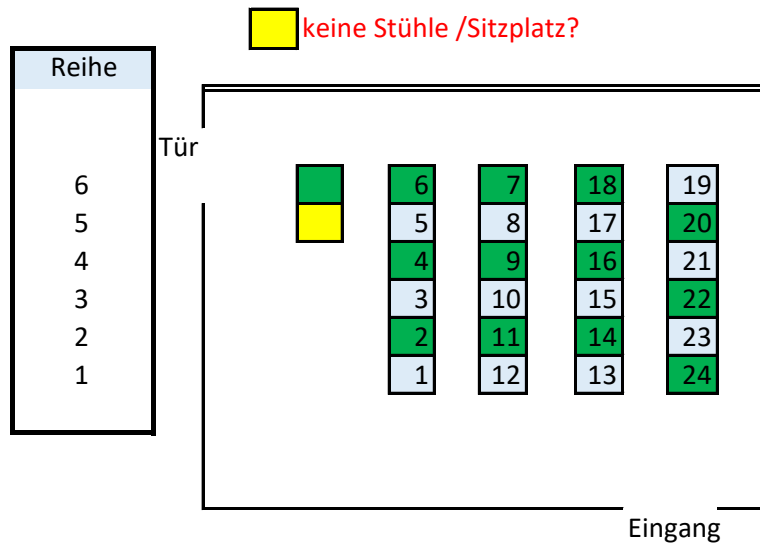 keine Stühle /Sitzplatz?
Reihe
Tür
6 6 7 18 19
5 5 8 17 20
4 4 9 16 21
3 3 10 15 22
2 2 11 14 23
1 1 12 13 24
Eingang